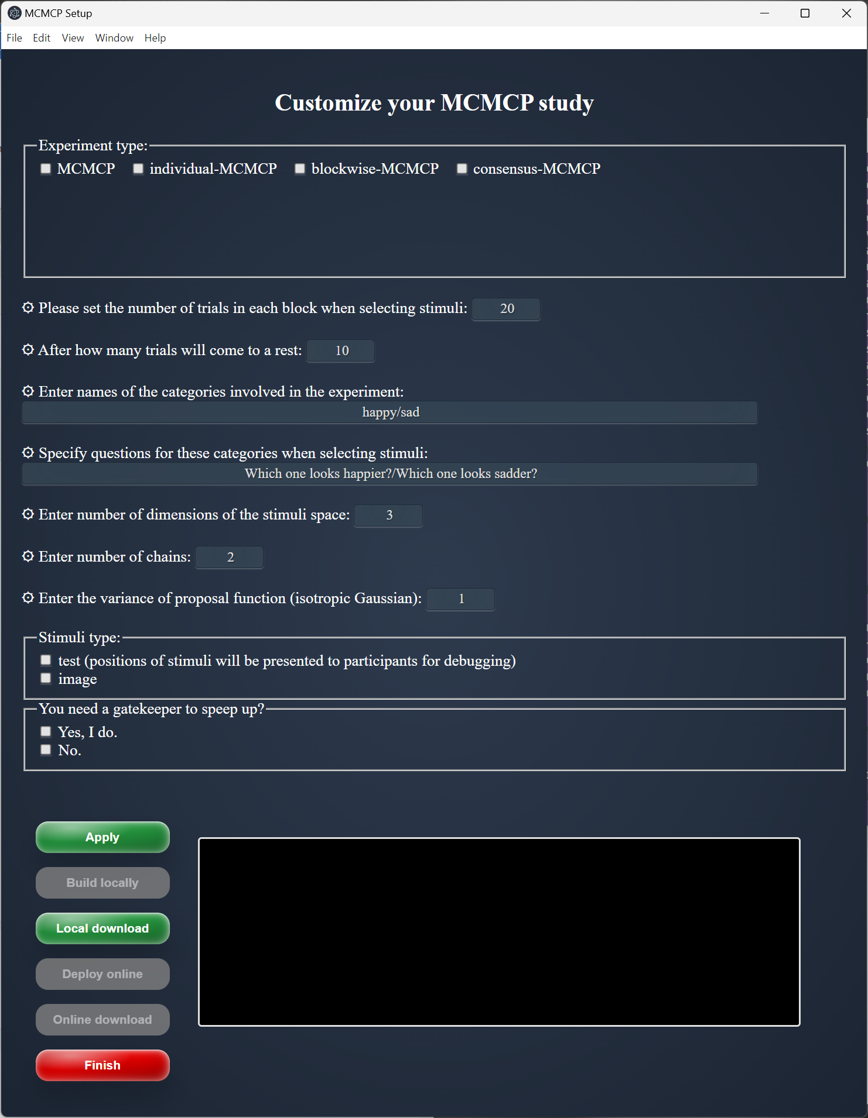 MCMCP Setup
File Edit View Window Help
Customize your MCMCP study
Experiment type:
MCMCP individual-MCMCP blockwise-MCMCP consensus-MCMCP
Please set the number of trials in each block when selecting stimuli: 20
After how many trials will come to a rest: 10
Enter names of the categories involved in the experiment:
happy/sad
Specify questions for these categories when selecting stimuli:
Which one looks happier?/Which one looks sadder?
Enter number of dimensions of the stimuli space: 3
Enter number of chains: 2
Enter the variance of proposal function (isotropic Gaussian): 1
Stimuli type:
test (positions of stimuli will be presented to participants for debugging)
image
You need a gatekeeper to speep up?
Yes, I do.
No.
Apply
Build locally
Local download
Deploy online
Online download
Finish